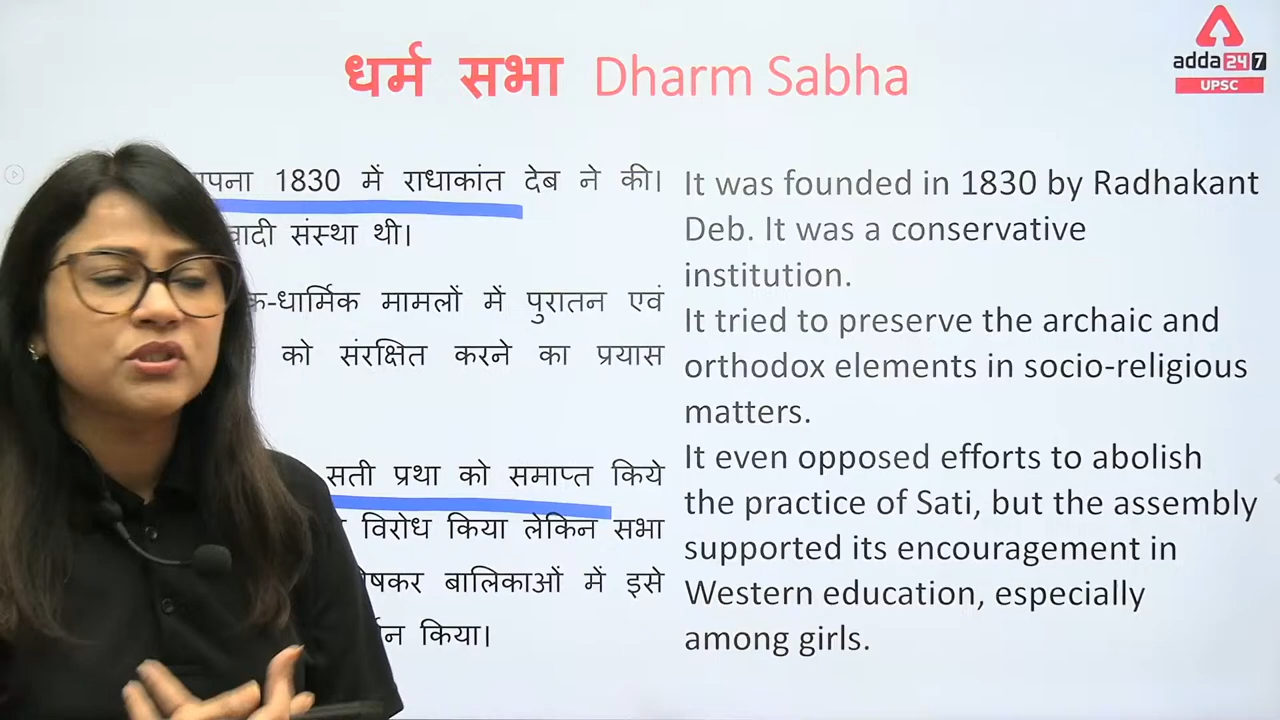 धर्म सभा Dharm Sabha
adda 247
UPSC
1830 में राधाकांत देब ने की।
संस्था थी।
मामलों में पुरातन एवं
को संरक्षित करने का प्रयास
सती प्रथा को समाप्त किये
विरोध किया लेकिन सभा
बालिकाओं में इसे
किया।
It was founded in 1830 by Radhakant
Deb. It was a conservative
institution.
It tried to preserve the archaic and
orthodox elements in socio-religious
matters.
It even opposed efforts to abolish
the practice of Sati, but the assembly
supported its encouragement in
Western education, especially
among girls.